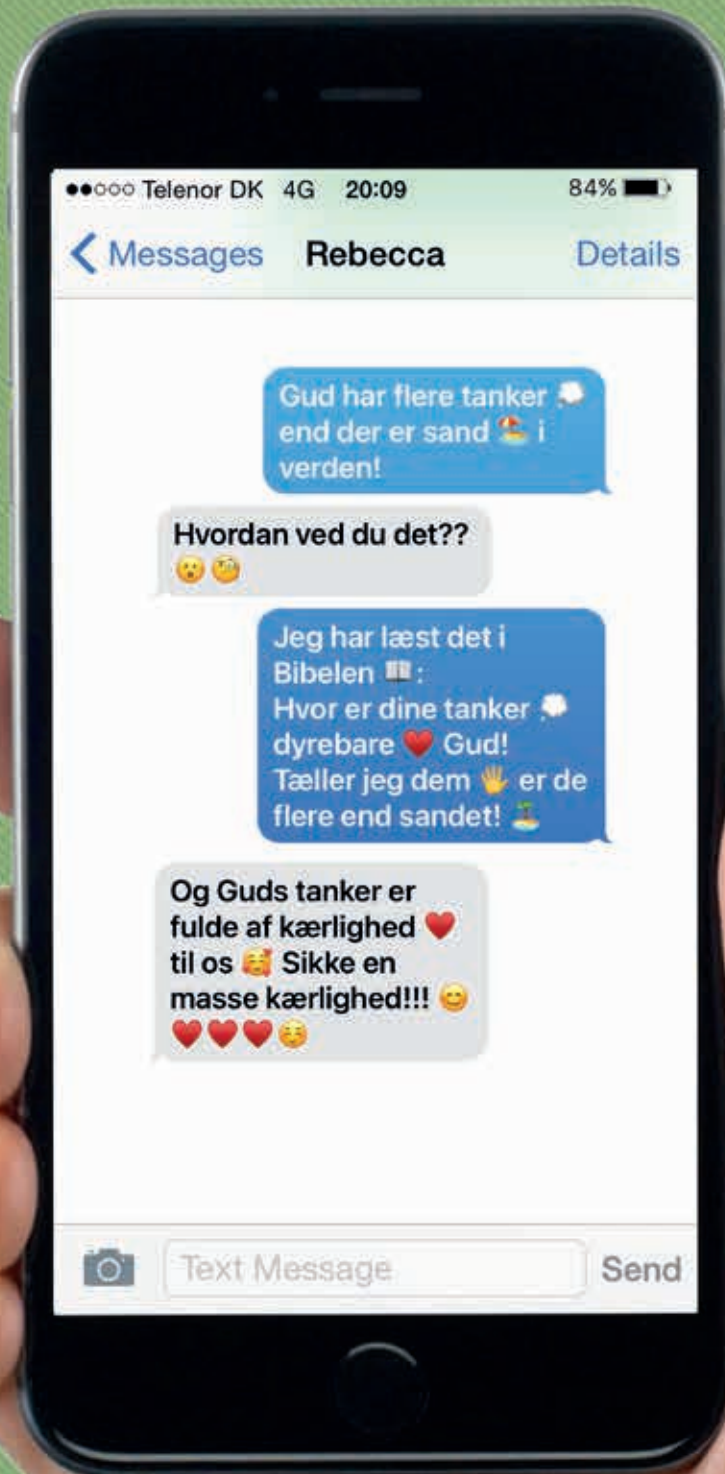 ●●○○○ Telenor DK 4G 20:09 84%
Messages Rebecca Details
Gud har flere tanker 💭
end der er sand 🏖️ i
verden!
Hvordan ved du det??
😮🧐
Jeg har læst det i
Bibelen 📖:
Hvor er dine tanker 💭
dyrebare ❤️ Gud!
Tæller jeg dem 🖐️ er de
flere end sandet! 🏝️
Og Guds tanker er
fulde af kærlighed ❤️
til os 🥰 Sikke en
masse kærlighed!!! 😊
❤️❤️❤️😚
Text Message Send